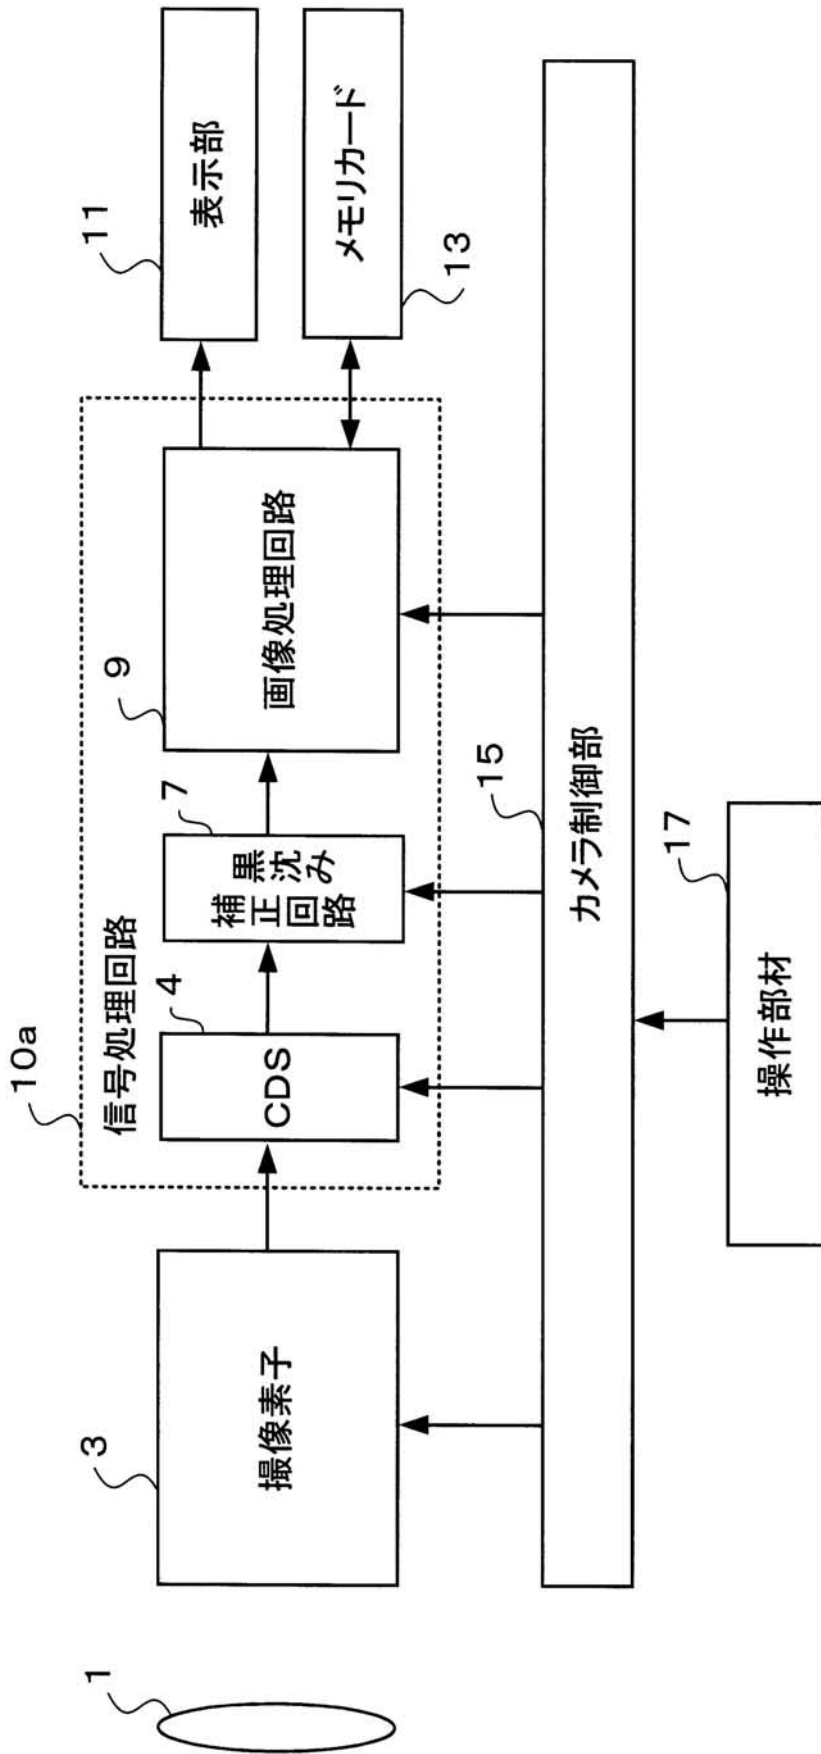 10a
信号処理回路
1
3
撮像素子
4
CDS
7
黒沈み
補正回路
9
画像処理回路
11
表示部
メモリカード
13
15
カメラ制御部
17
操作部材